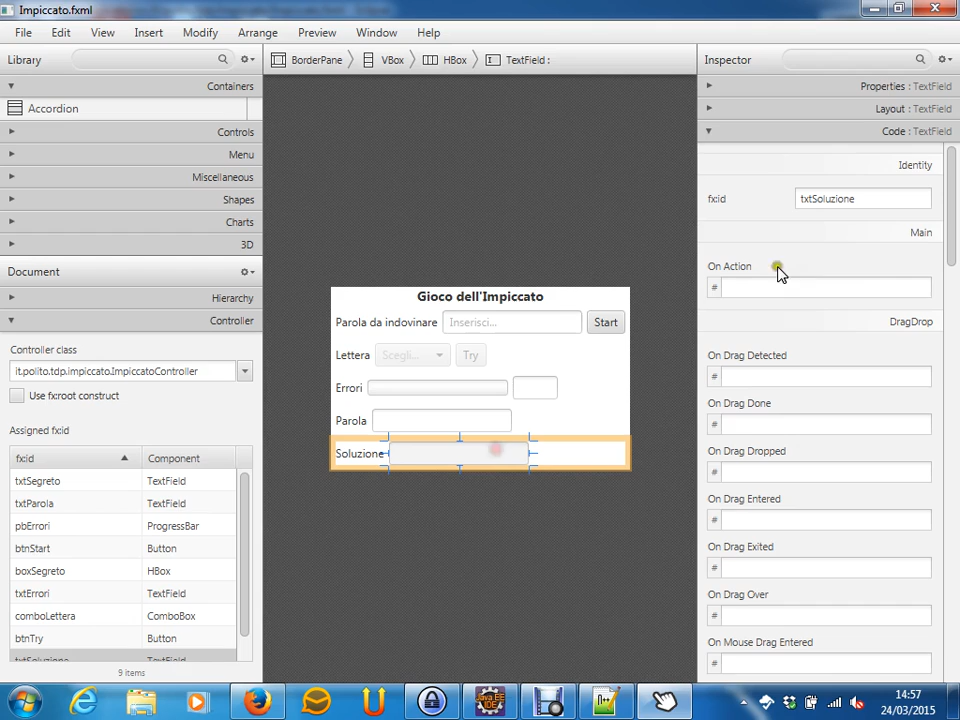 Impiccato.fxml
File Edit View Insert Arrange Modify Preview Window Help
Library
Containers
Accordion
Controls
Menu
Miscellaneous
Shapes
Charts
3D
Document
Hierarchy
Controller
Controller class
it.polito.tdp.impiccato.ImpiccatoController
Use fx:root construct
Assigned fx:id
fx:id Component
txtSegreto TextField
txtParola TextField
pbErrori ProgressBar
btnStart Button
boxSegreto HBox
txtErrori TextField
comboLettera ComboBox
btnTry Button
txtSoluzione TextField
9 items
BorderPane VBox HBox TextField :
Gioco dell'Impiccato
Parola da indovinare Inserisci... Start
Lettera Scegli... Try
Errori
Parola
Soluzione
Inspector
Properties : TextField
Layout : TextField
Code : TextField
Identity
fx:id txtSoluzione
Main
On Action
#
DragDrop
On Drag Detected
#
On Drag Done
#
On Drag Dropped
#
On Drag Entered
#
On Drag Exited
#
On Drag Over
#
On Mouse Drag Entered
#
Java EE
IDE
14:57
24/03/2015